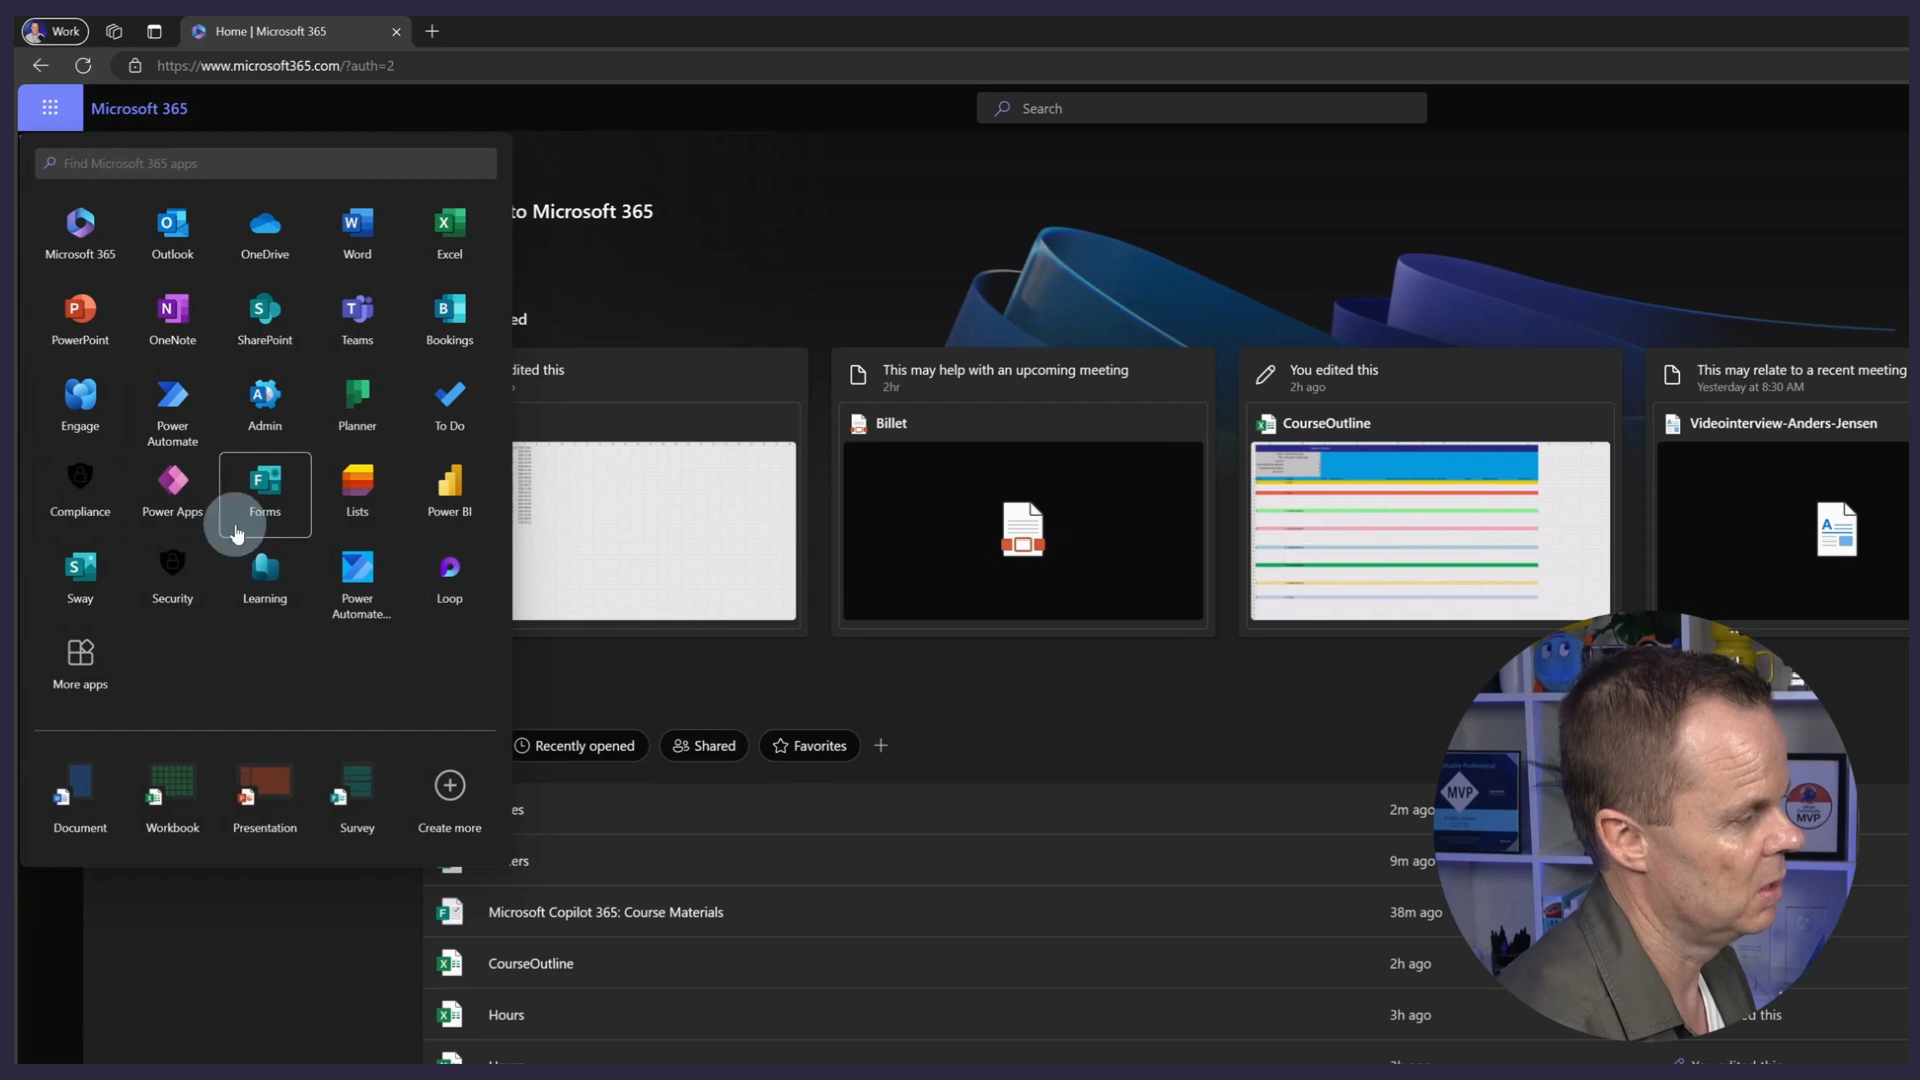 Work
Home | Microsoft 365
https://www.microsoft365.com/?auth=2
Microsoft 365
Search
Find Microsoft 365 apps
Microsoft 365
Outlook
OneDrive
Word
Excel
PowerPoint
OneNote
SharePoint
Teams
Bookings
Engage
Power
Automate
Admin
Planner
To Do
Compliance
Power Apps
Forms
Lists
Power BI
Sway
Security
Learning
Power
Automate...
Loop
More apps
Document
Workbook
Presentation
Survey
Create more
to Microsoft 365
ed
dited this
This may help with an upcoming meeting
2hr
Billet
You edited this
2h ago
CourseOutline
This may relate to a recent meeting
Yesterday at 8:30 AM
Videointerview-Anders-Jensen
Recently opened
Shared
Favorites
es
2m ago
ers
9m ago
Microsoft Copilot 365: Course Materials
38m ago
CourseOutline
2h ago
Hours
3h ago
ed this
MVP
MVP